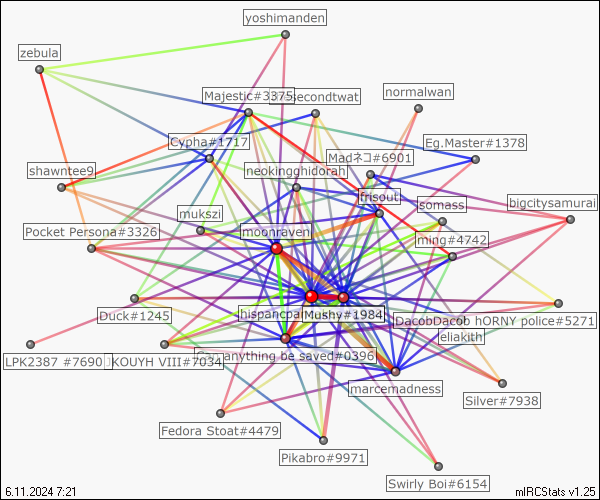 yoshimanden
zebula
normalwan
Majestic#3375
secondtwat
Eg.Master#1378
Cypha#1717
Madネコ#6901
shawntee9
neokingghidorah
frisout
somass
bigcitysamurai
mukszi
Pocket Persona#3326
moonraven
ming#4742
Duck#1245
hispancpa
Mushy#1984
DacobDacob hORNY police#5271
eliakith
LPK2387 #7690
KOUYH VIII#7034
anything be saved#0396
marcemadness
Silver#7938
Fedora Stoat#4479
Pikabro#9971
Swirly Boi#6154
6.11.2024 7:21
mIRCStats v1.25